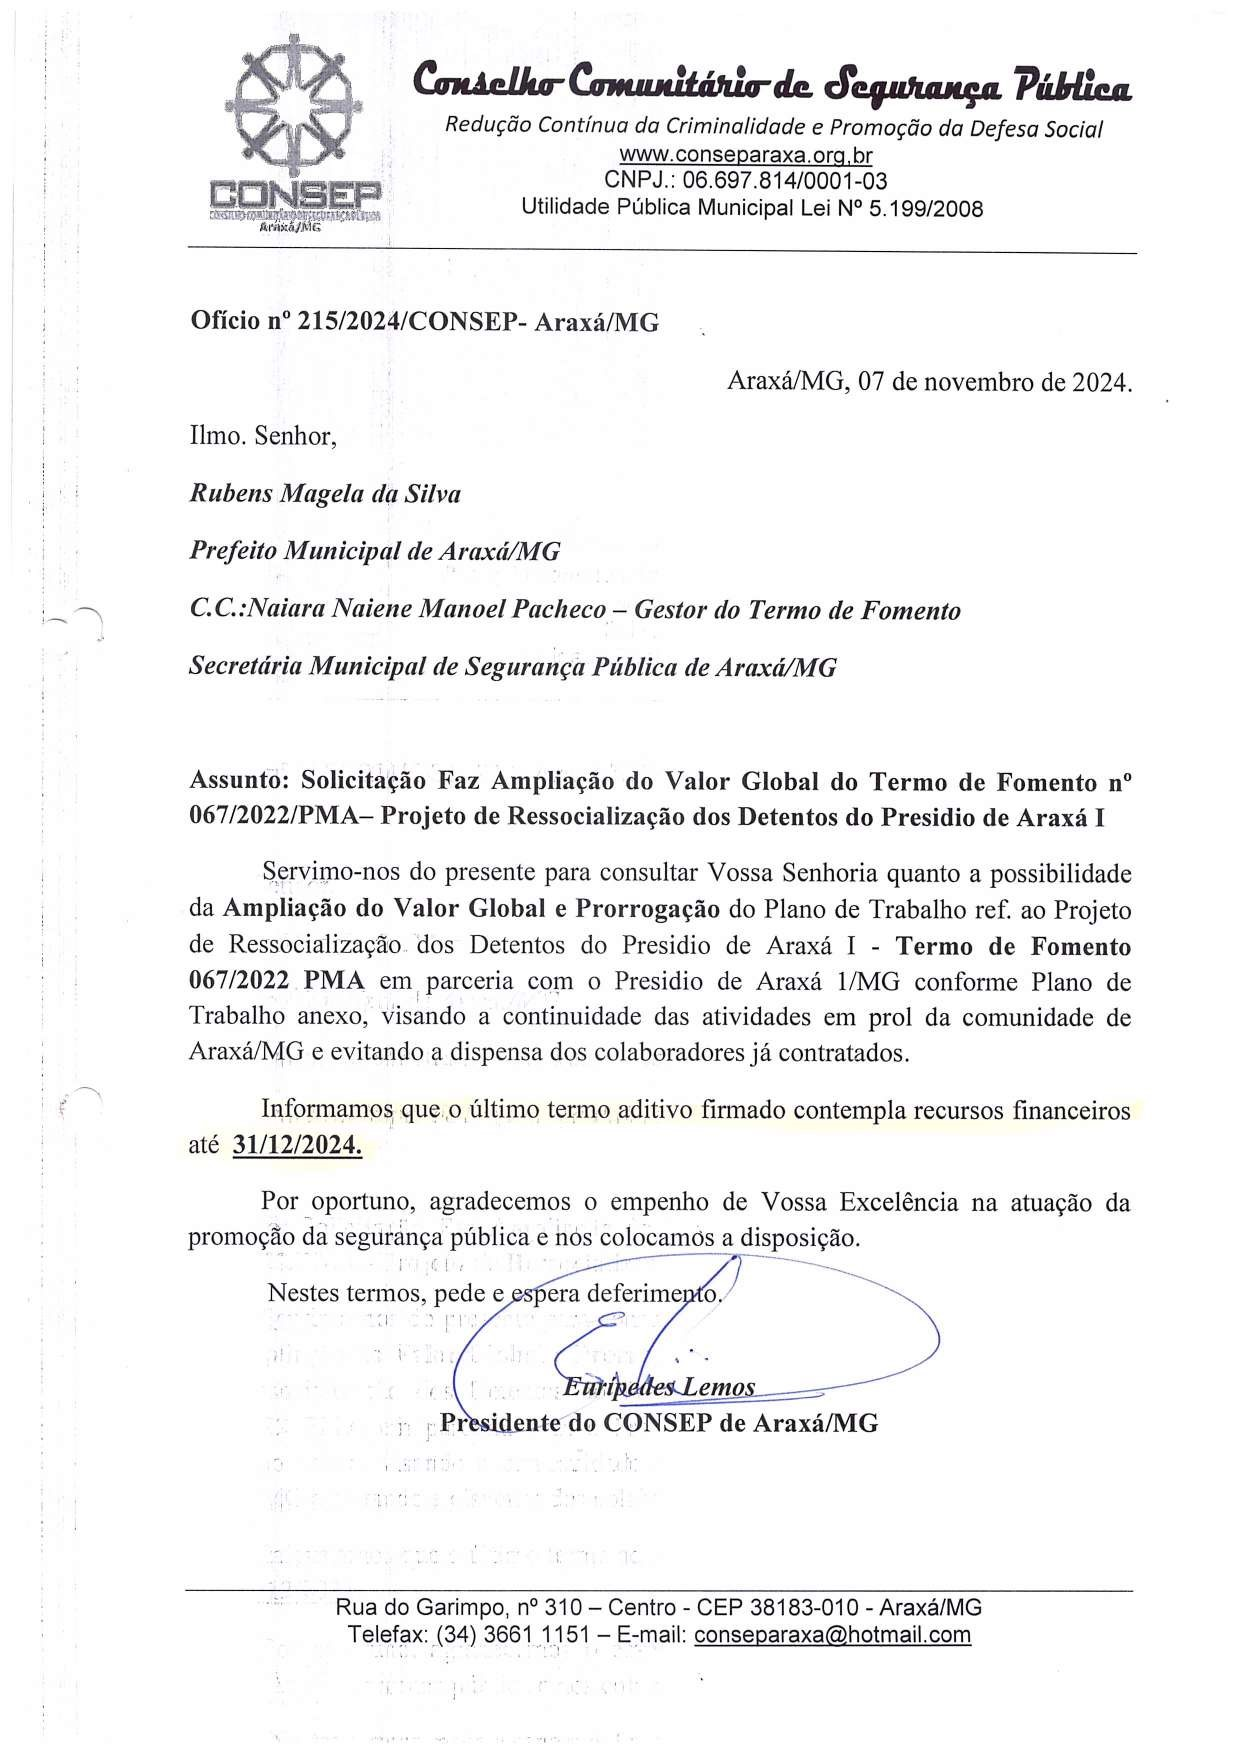 Conselho Comunitário de Segurança Pública
Redução Contínua da Criminalidade e Promoção da Defesa Social
www.conseparaxa.org.br
CNPJ.: 06.697.814/0001-03
Utilidade Pública Municipal Lei Nº 5.199/2008
CONSEP
CONSELHO COMUNITÁRIO DE SEGURANÇA PÚBLICA
Araxá/MG
Ofício nº 215/2024/CONSEP- Araxá/MG
Araxá/MG, 07 de novembro de 2024.
Ilmo. Senhor,
Rubens Magela da Silva
Prefeito Municipal de Araxá/MG
C.C.:Naiara Naiene Manoel Pacheco – Gestor do Termo de Fomento
Secretária Municipal de Segurança Pública de Araxá/MG
Assunto: Solicitação Faz Ampliação do Valor Global do Termo de Fomento nº
067/2022/PMA– Projeto de Ressocialização dos Detentos do Presidio de Araxá I
Servimo-nos do presente para consultar Vossa Senhoria quanto a possibilidade
da Ampliação do Valor Global e Prorrogação do Plano de Trabalho ref. ao Projeto
de Ressocialização dos Detentos do Presidio de Araxá I - Termo de Fomento
067/2022 PMA em parceria com o Presidio de Araxá 1/MG conforme Plano de
Trabalho anexo, visando a continuidade das atividades em prol da comunidade de
Araxá/MG e evitando a dispensa dos colaboradores já contratados.
Informamos que o último termo aditivo firmado contempla recursos financeiros
até 31/12/2024.
Por oportuno, agradecemos o empenho de Vossa Excelência na atuação da
promoção da segurança pública e nos colocamos a disposição.
Nestes termos, pede e espera deferimento.
Eurípedes Lemos
Presidente do CONSEP de Araxá/MG
Rua do Garimpo, nº 310 – Centro - CEP 38183-010 - Araxá/MG
Telefax: (34) 3661 1151 – E-mail: conseparaxa@hotmail.com